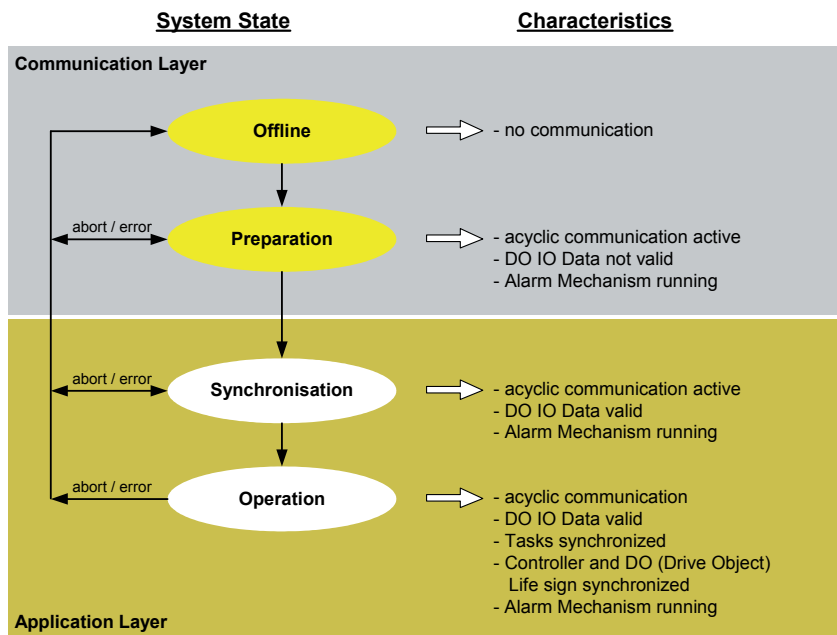 System State
Characteristics
Communication Layer
Offline
- no communication
abort / error
Preparation
- acyclic communication active
- DO IO Data not valid
- Alarm Mechanism running
abort / error
Synchronisation
- acyclic communication active
- DO IO Data valid
- Alarm Mechanism running
abort / error
Operation
- acyclic communication
- DO IO Data valid
- Tasks synchronized
- Controller and DO (Drive Object)
Life sign synchronized
- Alarm Mechanism running
Application Layer